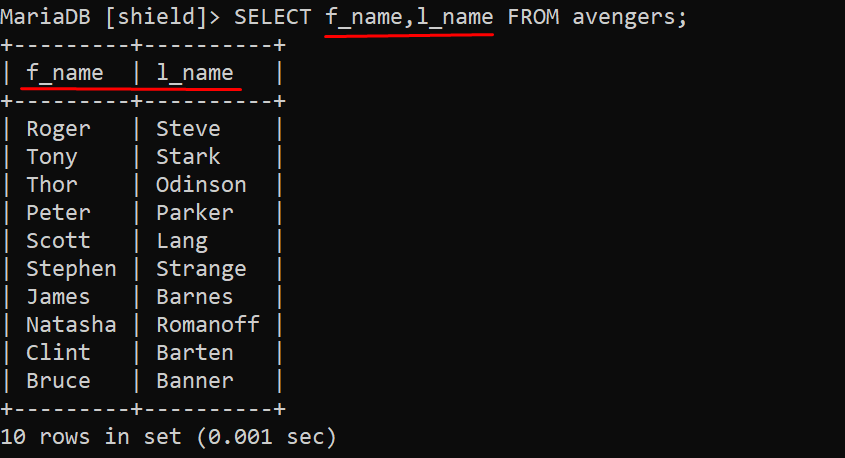 MariaDB [shield]> SELECT f_name,l_name FROM avengers;
+---------+----------+
| f_name  | l_name   |
+---------+----------+
| Roger   | Steve    |
| Tony    | Stark    |
| Thor    | Odinson  |
| Peter   | Parker   |
| Scott   | Lang     |
| Stephen | Strange  |
| James   | Barnes   |
| Natasha | Romanoff |
| Clint   | Barten   |
| Bruce   | Banner   |
+---------+----------+
10 rows in set (0.001 sec)